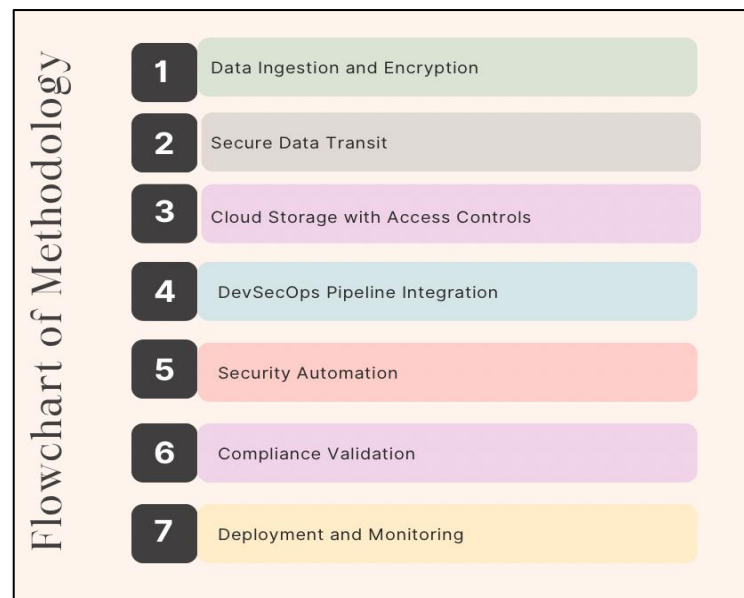 Flowchart of Methodology
1 Data Ingestion and Encryption
2 Secure Data Transit
3 Cloud Storage with Access Controls
4 DevSecOps Pipeline Integration
5 Security Automation
6 Compliance Validation
7 Deployment and Monitoring